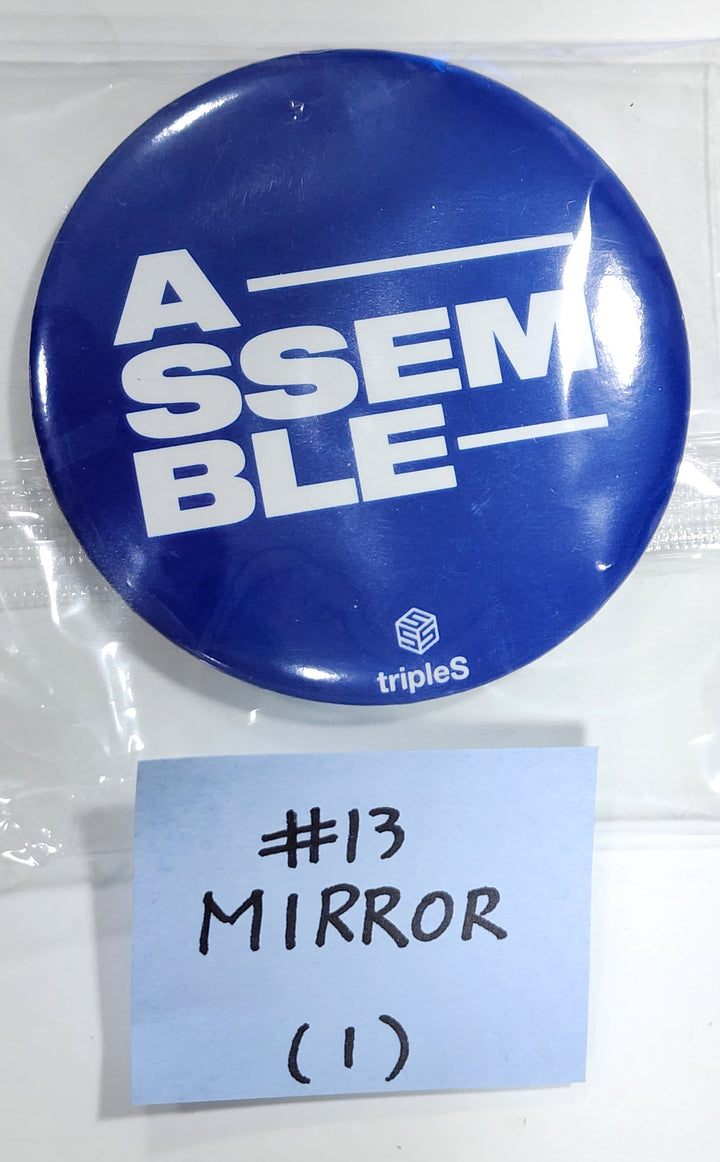 A
SSEM
BLE
tripleS
#13
MIRROR
(1)